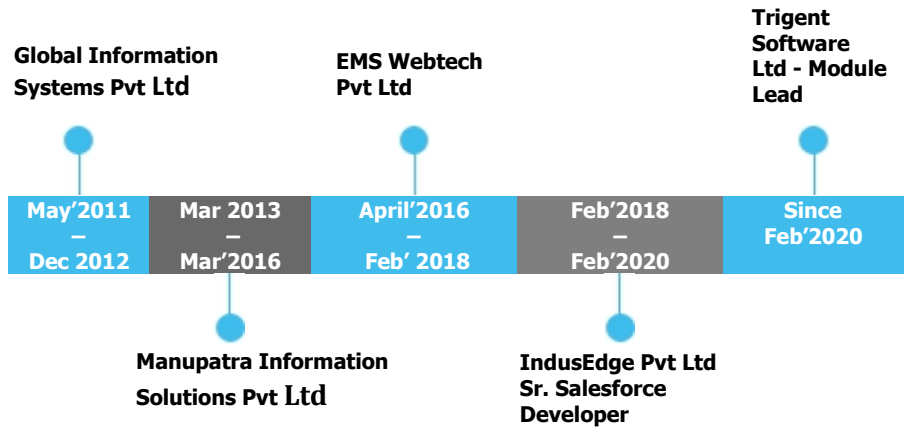 Global Information
Systems Pvt Ltd
EMS Webtech
Pvt Ltd
Trigent
Software
Ltd - Module
Lead
May’2011
–
Dec 2012
Mar 2013
–
Mar’2016
April’2016
–
Feb’ 2018
Feb’2018
–
Feb’2020
Since
Feb’2020
Manupatra Information
Solutions Pvt Ltd
IndusEdge Pvt Ltd
Sr. Salesforce
Developer